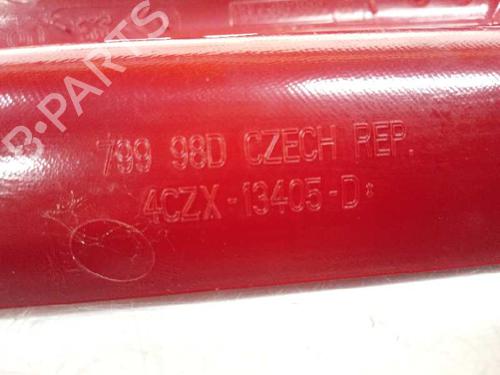 B-PARTS
799 98D CZECH REP.
4CZX-13405-D